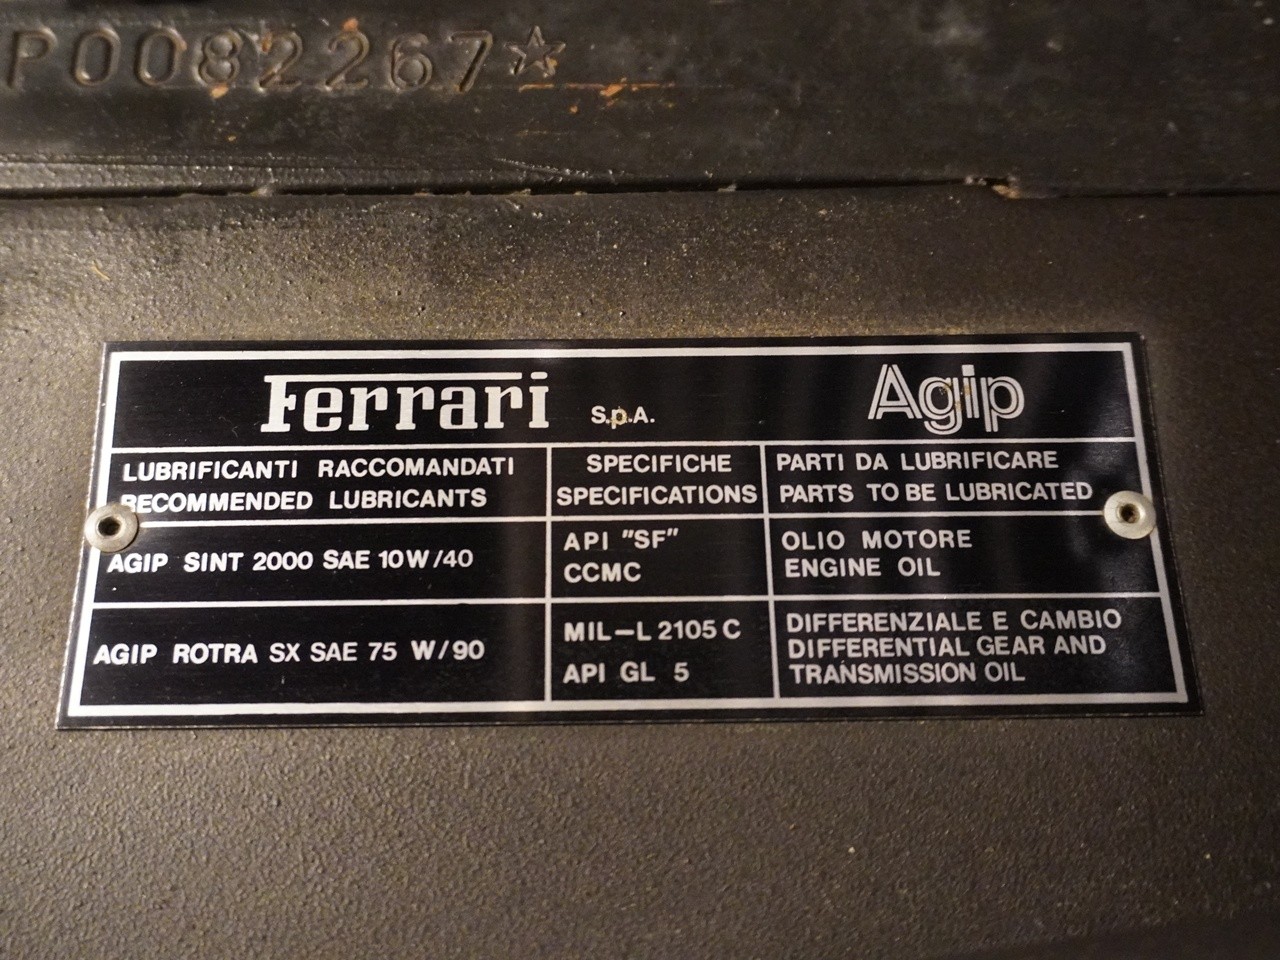 P0082267☆
Ferrari S.p.A. Agip
LUBRIFICANTI RACCOMANDATI
RECOMMENDED LUBRICANTS
SPECIFICHE
SPECIFICATIONS
PARTI DA LUBRIFICARE
PARTS TO BE LUBRICATED
AGIP SINT 2000 SAE 10W/40
API "SF"
CCMC
OLIO MOTORE
ENGINE OIL
AGIP ROTRA SX SAE 75 W/90
MIL-L 2105 C
API GL 5
DIFFERENZIALE E CAMBIO
DIFFERENTIAL GEAR AND
TRANSMISSION OIL